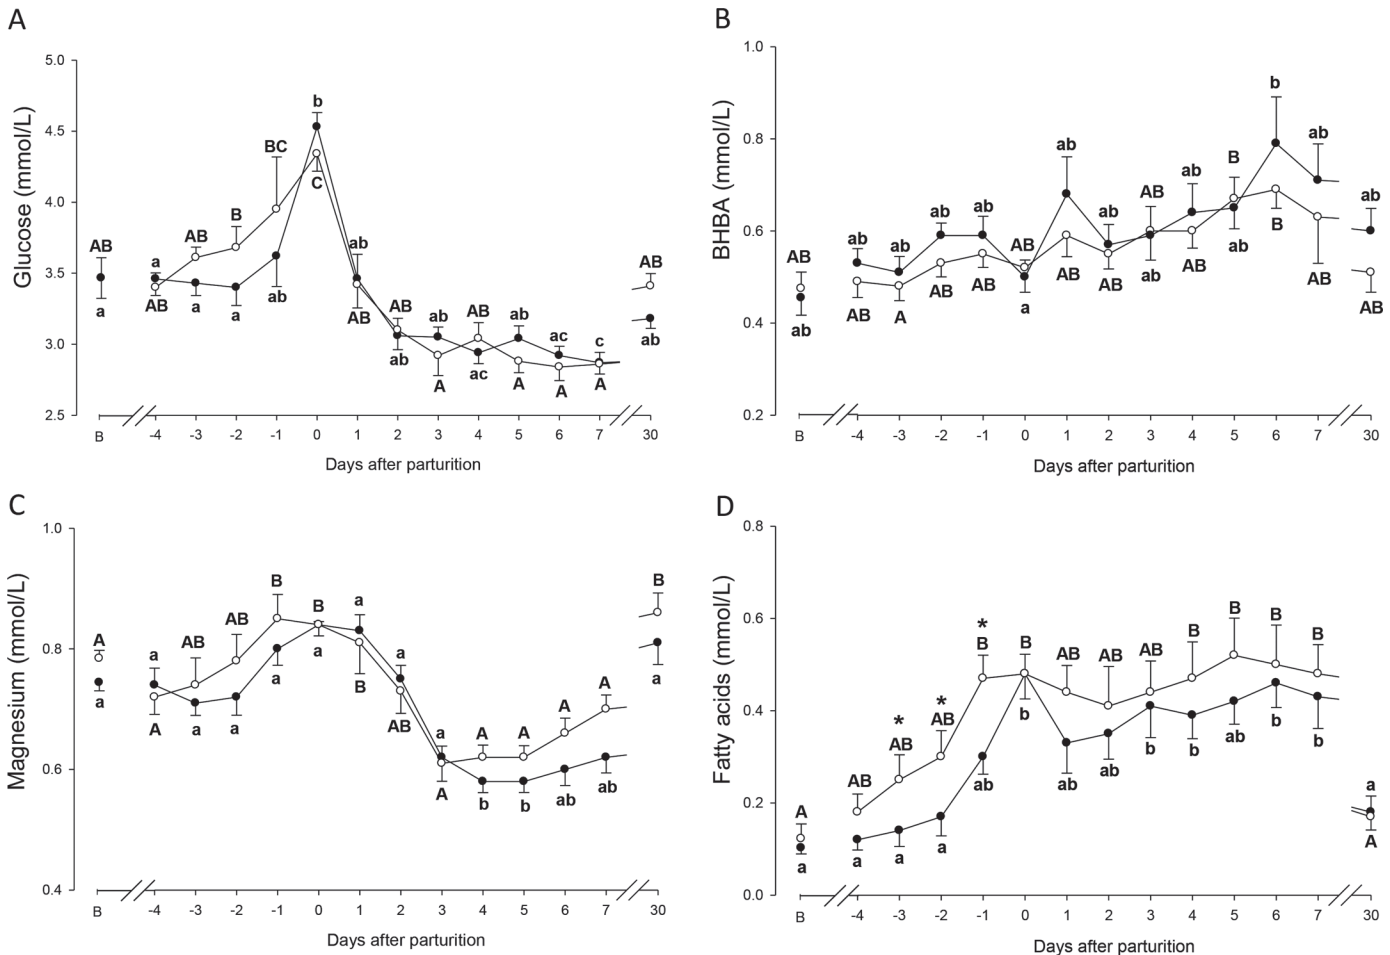 A
Glucose (mmol/L)
5.0
4.5
4.0
3.5
3.0
2.5
b
BC
C
B
AB
AB
a
AB
ab
AB
a
AB
a
a
ab
AB
AB
ab
AB
ab
ac
c
ab
ab
A
ac
A
A
A
B -4 -3 -2 -1 0 1 2 3 4 5 6 7 30
Days after parturition
B
BHBA (mmol/L)
1.0
0.8
0.6
0.4
0.2
b
ab
ab
B
ab
ab
AB
ab
ab
ab
ab
AB
ab
ab
AB
B
ab
AB
AB
AB
ab
AB
AB
AB
AB
ab
AB
A
a
AB
B -4 -3 -2 -1 0 1 2 3 4 5 6 7 30
Days after parturition
C
Magnesium (mmol/L)
1.0
0.8
0.6
0.4
B
B
B
a
AB
AB
A
a
a
a
a
a
a
B
a
A
a
a
AB
a
A
A
A
A
A
b
b
ab
ab
B -4 -3 -2 -1 0 1 2 3 4 5 6 7 30
Days after parturition
D
Fatty acids (mmol/L)
0.8
0.6
0.4
0.2
0.0
*
*
*
B
B
B
B
B
B
AB
AB
AB
AB
AB
AB
A
b
b
b
ab
b
b
ab
ab
ab
a
a
a
a
a
A
B -4 -3 -2 -1 0 1 2 3 4 5 6 7 30
Days after parturition